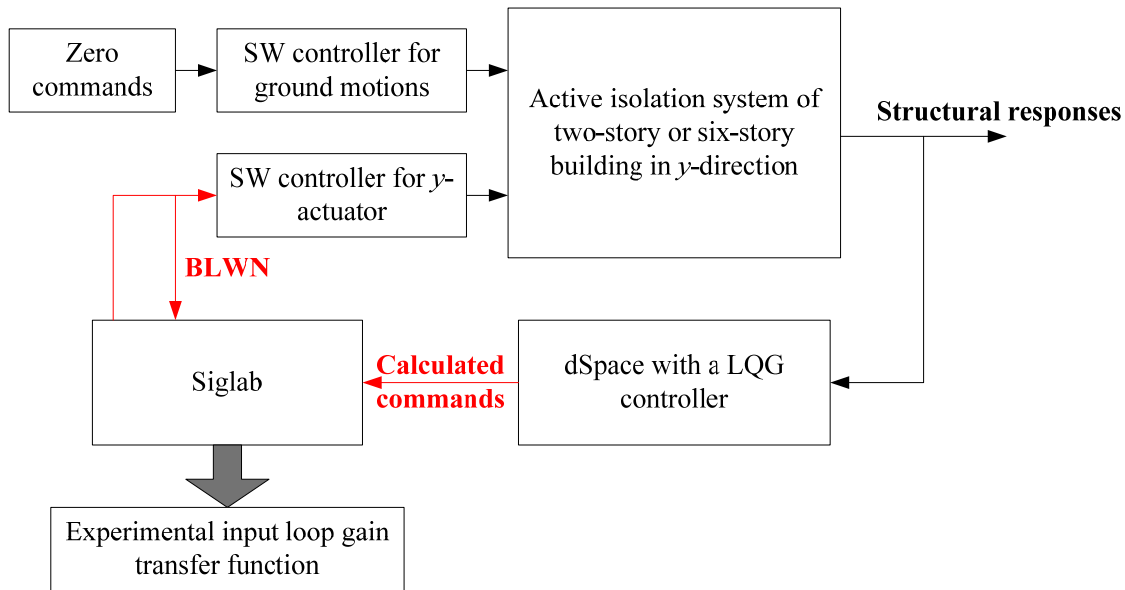 Zero
commands
SW controller for
ground motions
Active isolation system of
two-story or six-story
building in y-direction
Structural responses
SW controller for y-
actuator
BLWN
Siglab
Calculated
commands
dSpace with a LQG
controller
Experimental input loop gain
transfer function